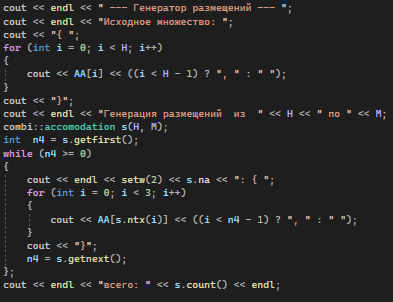 cout << endl << " --- Генератор размещений --- ";
cout << endl << "Исходное множество: ";
cout << "{ ";
for (int i = 0; i < H; i++)
{
    cout << AA[i] << ((i < H - 1) ? ", " : " ");
}
cout << "}";
cout << endl << "Генерация размещений  из  " << H << " по " << M;
combi::accomodation s(H, M);
int  n4 = s.getfirst();
while (n4 >= 0)
{
    cout << endl << setw(2) << s.na << ": { ";
    for (int i = 0; i < 3; i++)
    {
        cout << AA[s.ntx(i)] << ((i < n4 - 1) ? ", " : " ");
    }
    cout << "}";
    n4 = s.getnext();
};
cout << endl << "всего: " << s.count() << endl;